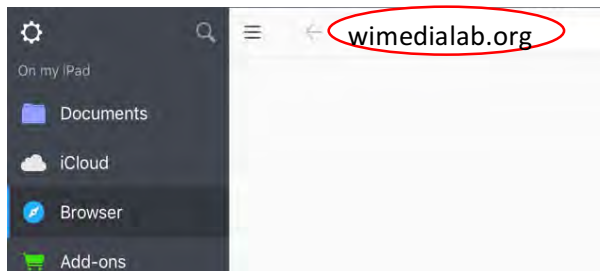 wimedialab.org
On my iPad
Documents
iCloud
Browser
Add-ons